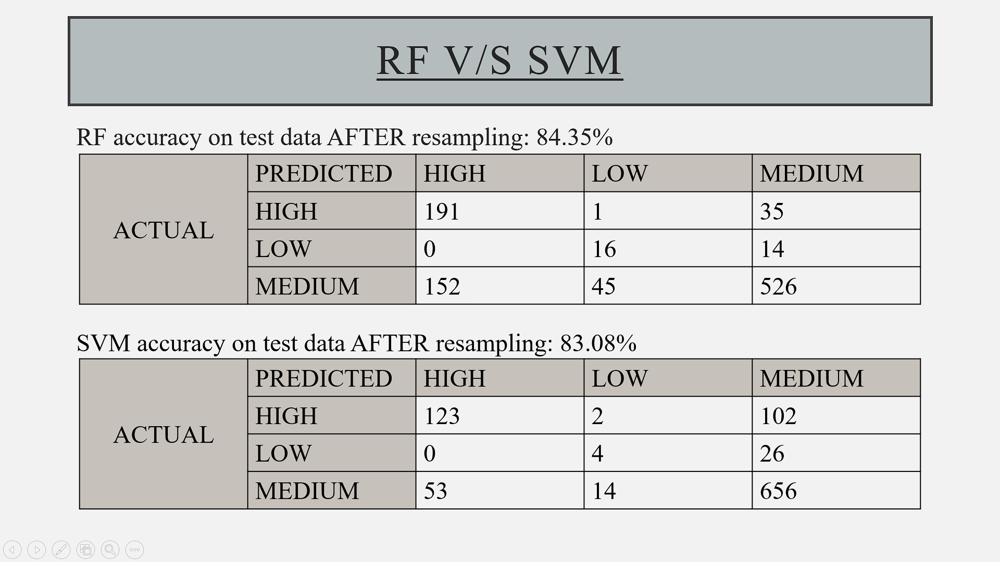 RF V/S SVM
RF accuracy on test data AFTER resampling: 84.35%
ACTUAL
PREDICTED HIGH LOW MEDIUM
HIGH 191 1 35
LOW 0 16 14
MEDIUM 152 45 526
SVM accuracy on test data AFTER resampling: 83.08%
ACTUAL
PREDICTED HIGH LOW MEDIUM
HIGH 123 2 102
LOW 0 4 26
MEDIUM 53 14 656